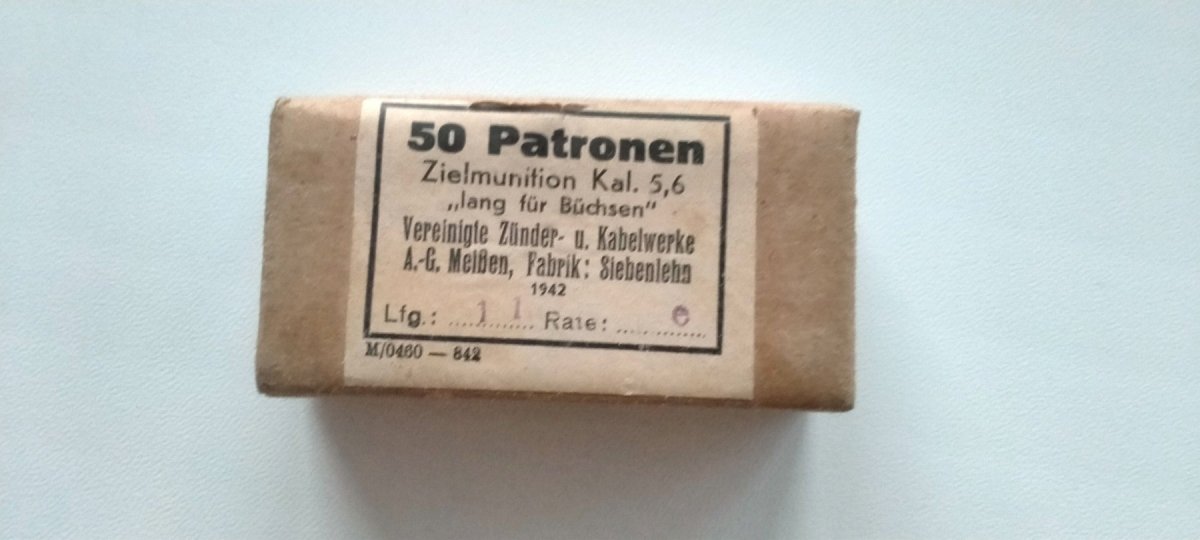 50 Patronen
Zielmunition Kal. 5,6
„lang für Büchsen“
Vereinigte Zünder- u. Kabelwerke
A.-G. Meißen, Fabrik: Siebenlehn
1942
Lfg.: 11 Rate: e
M/0460 — 842